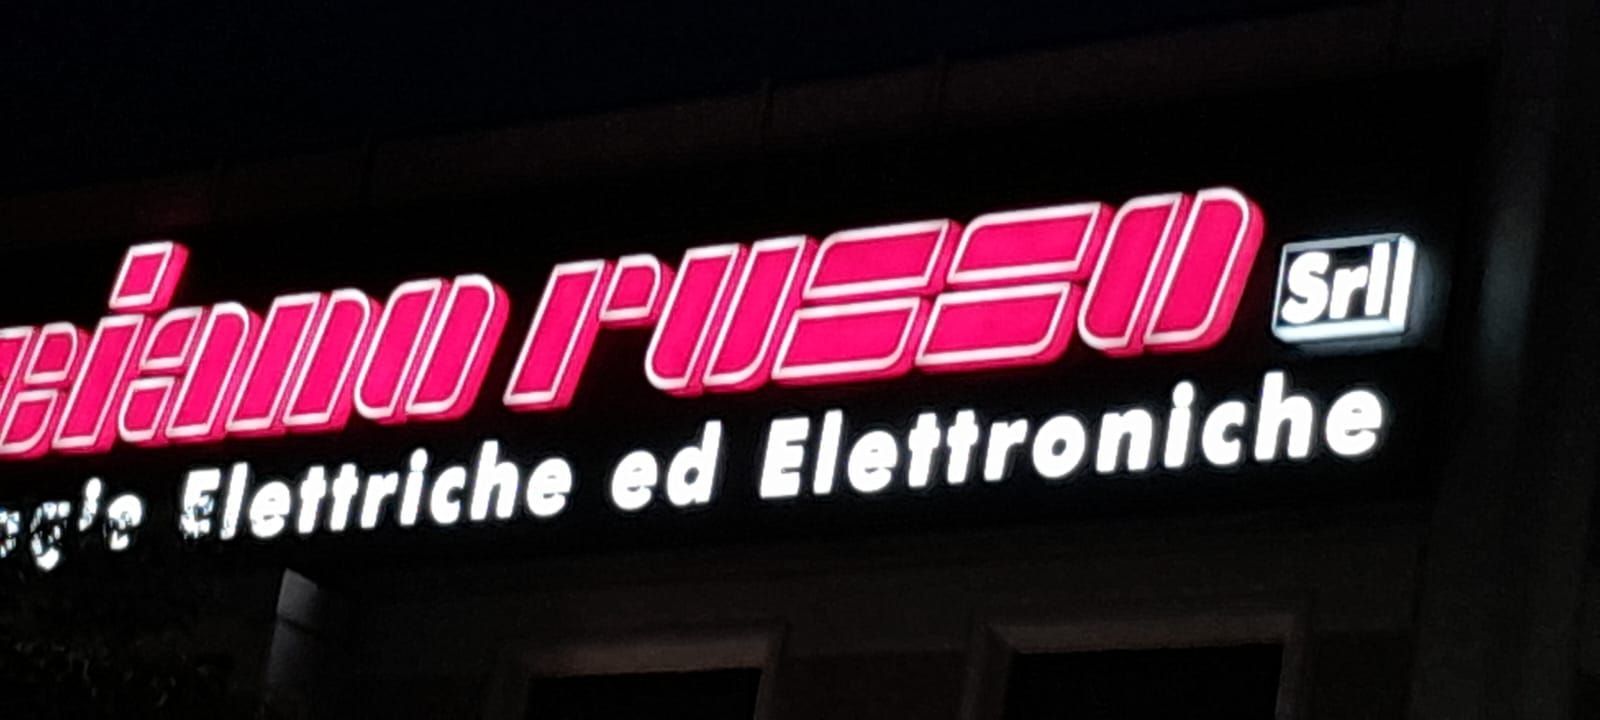 russo Srl
Elettriche ed Elettroniche